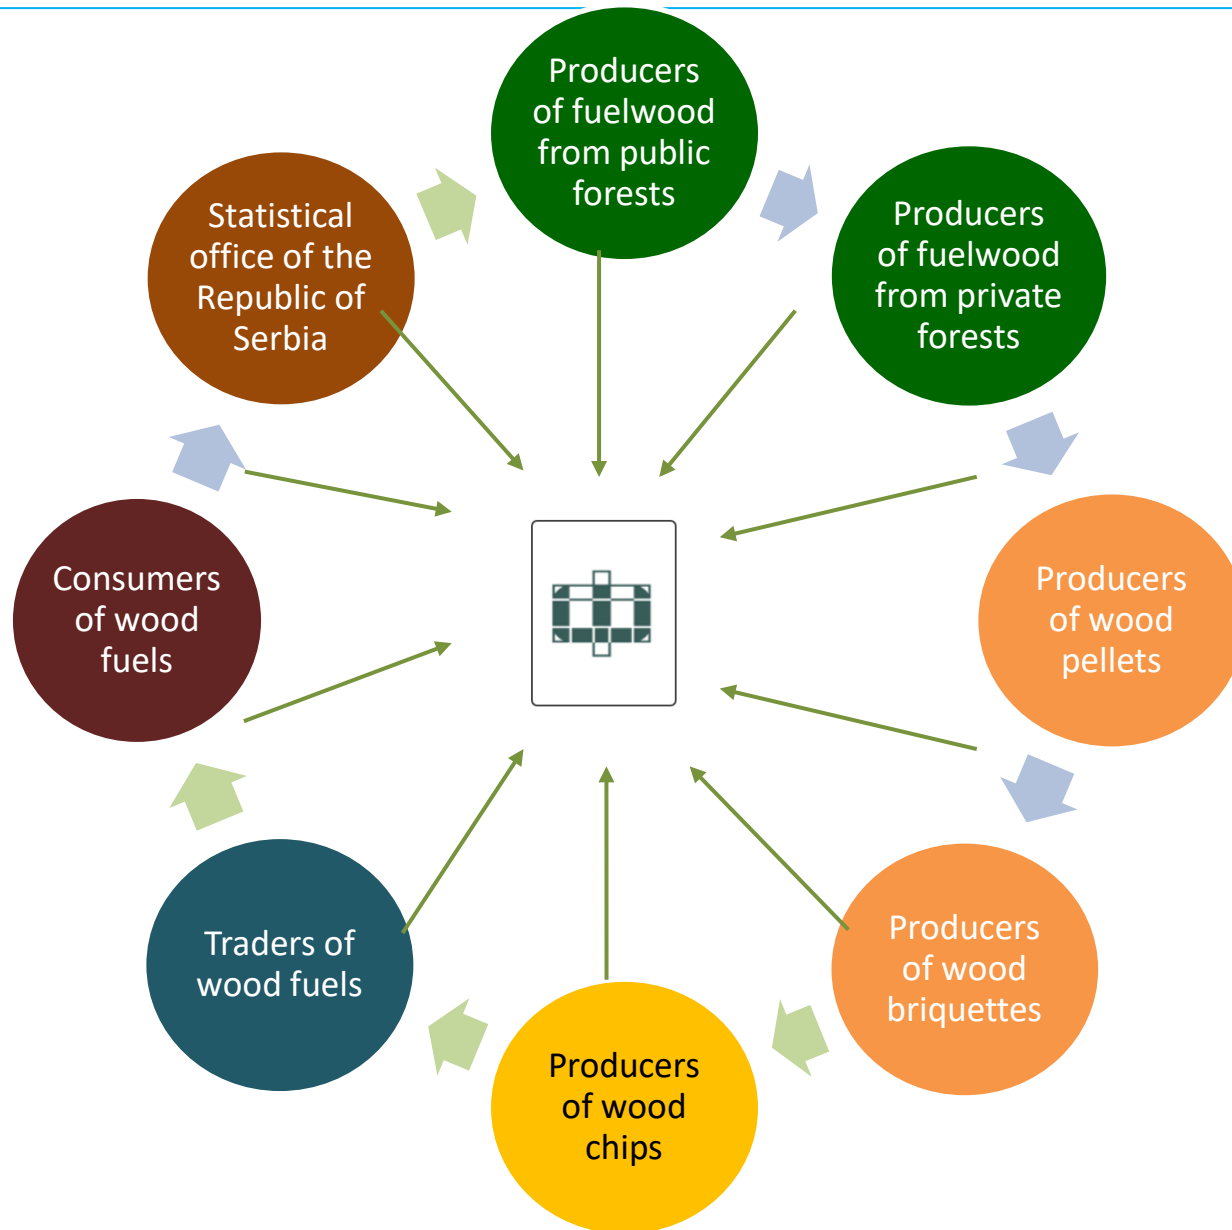 Producers
of fuelwood
from public
forests
Producers
of fuelwood
from private
forests
Producers
of wood
pellets
Producers
of wood
briquettes
Producers
of wood
chips
Traders of
wood fuels
Consumers
of wood
fuels
Statistical
office of the
Republic of
Serbia